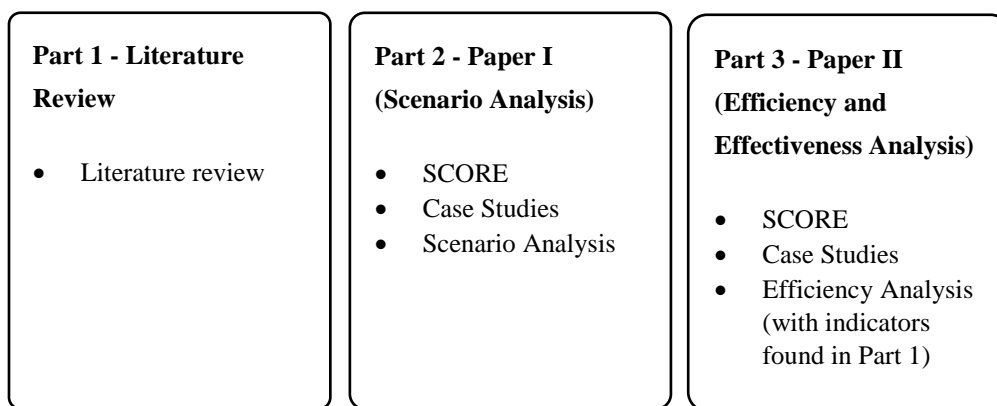 Part 1 - Literature
Review
• Literature review
Part 2 - Paper I
(Scenario Analysis)
• SCORE
• Case Studies
• Scenario Analysis
Part 3 - Paper II
(Efficiency and
Effectiveness Analysis)
• SCORE
• Case Studies
• Efficiency Analysis
(with indicators
found in Part 1)